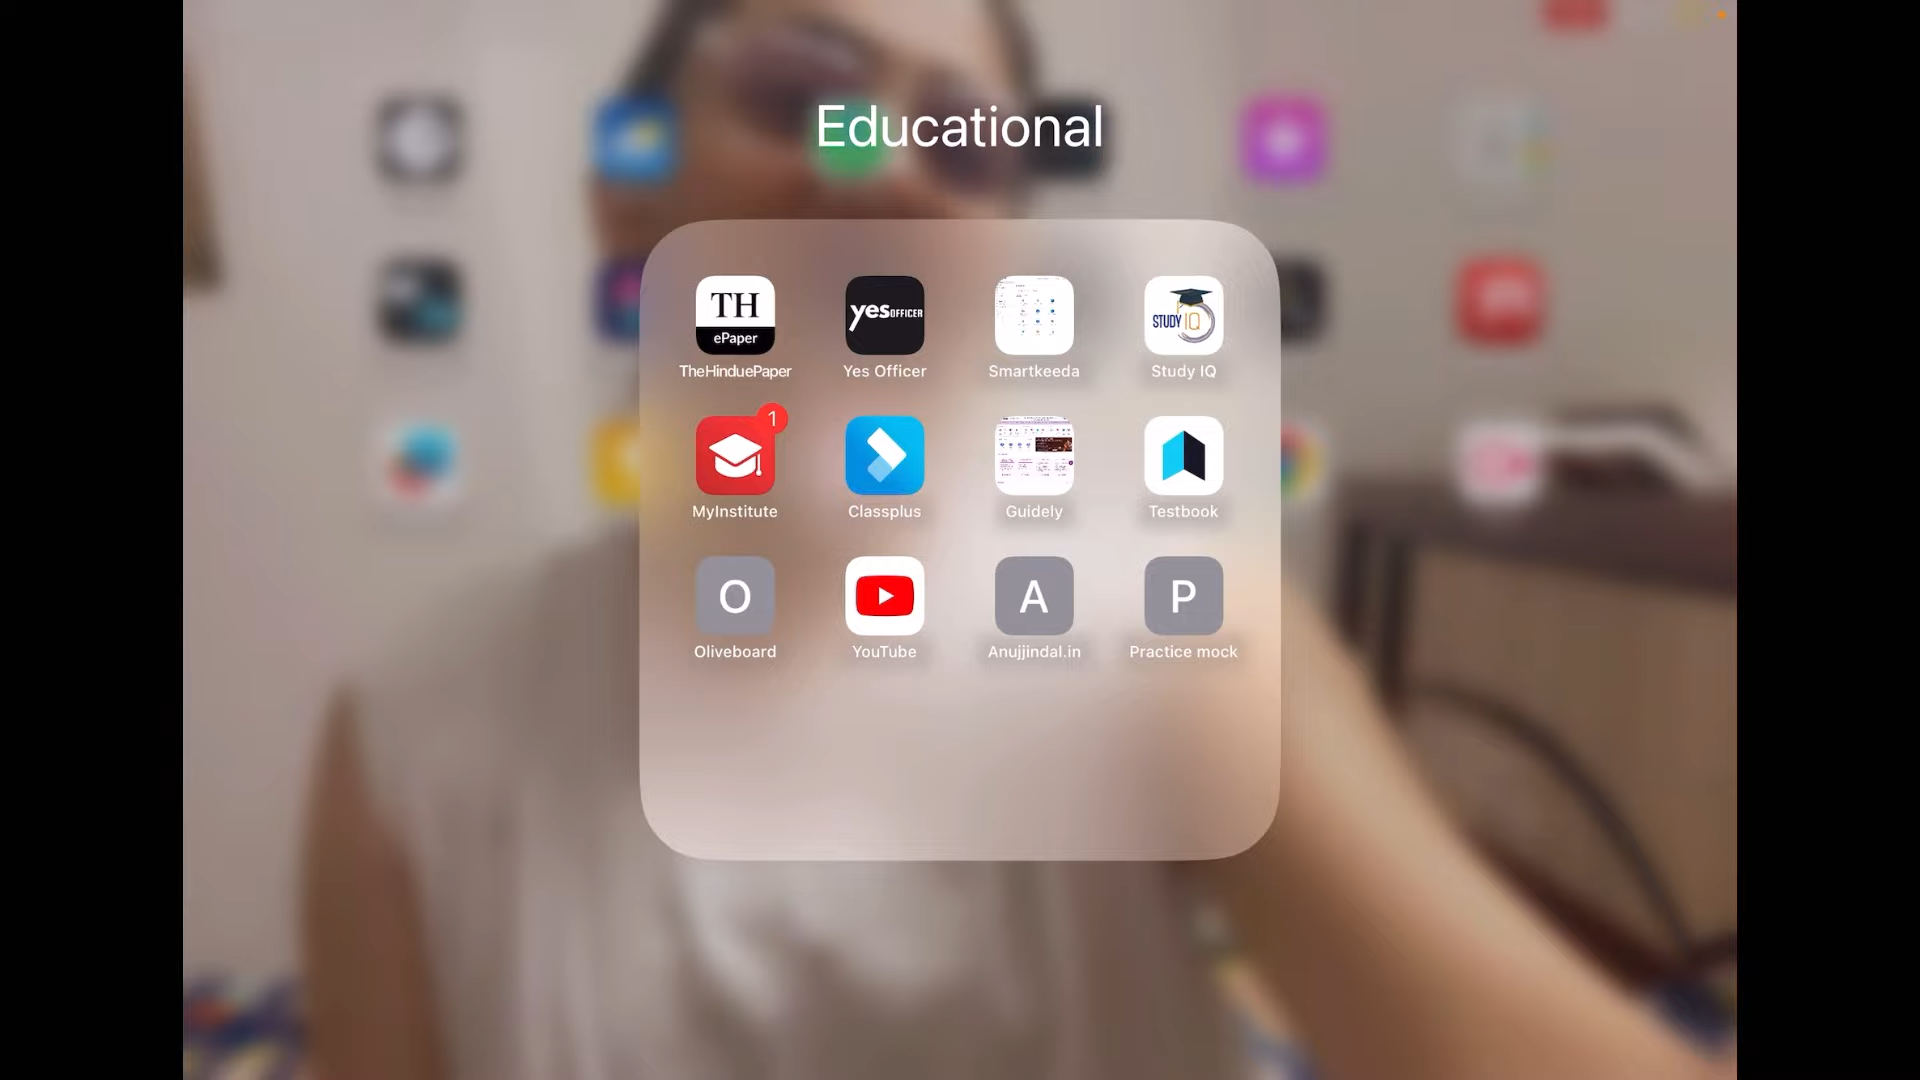 Educational
TH
ePaper
yes OFFICER
STUDY IQ
TheHinduePaper
Yes Officer
Smartkeeda
Study IQ
1
MyInstitute
Classplus
Guidely
Testbook
O
A
P
Oliveboard
YouTube
Anujjindal.in
Practice mock